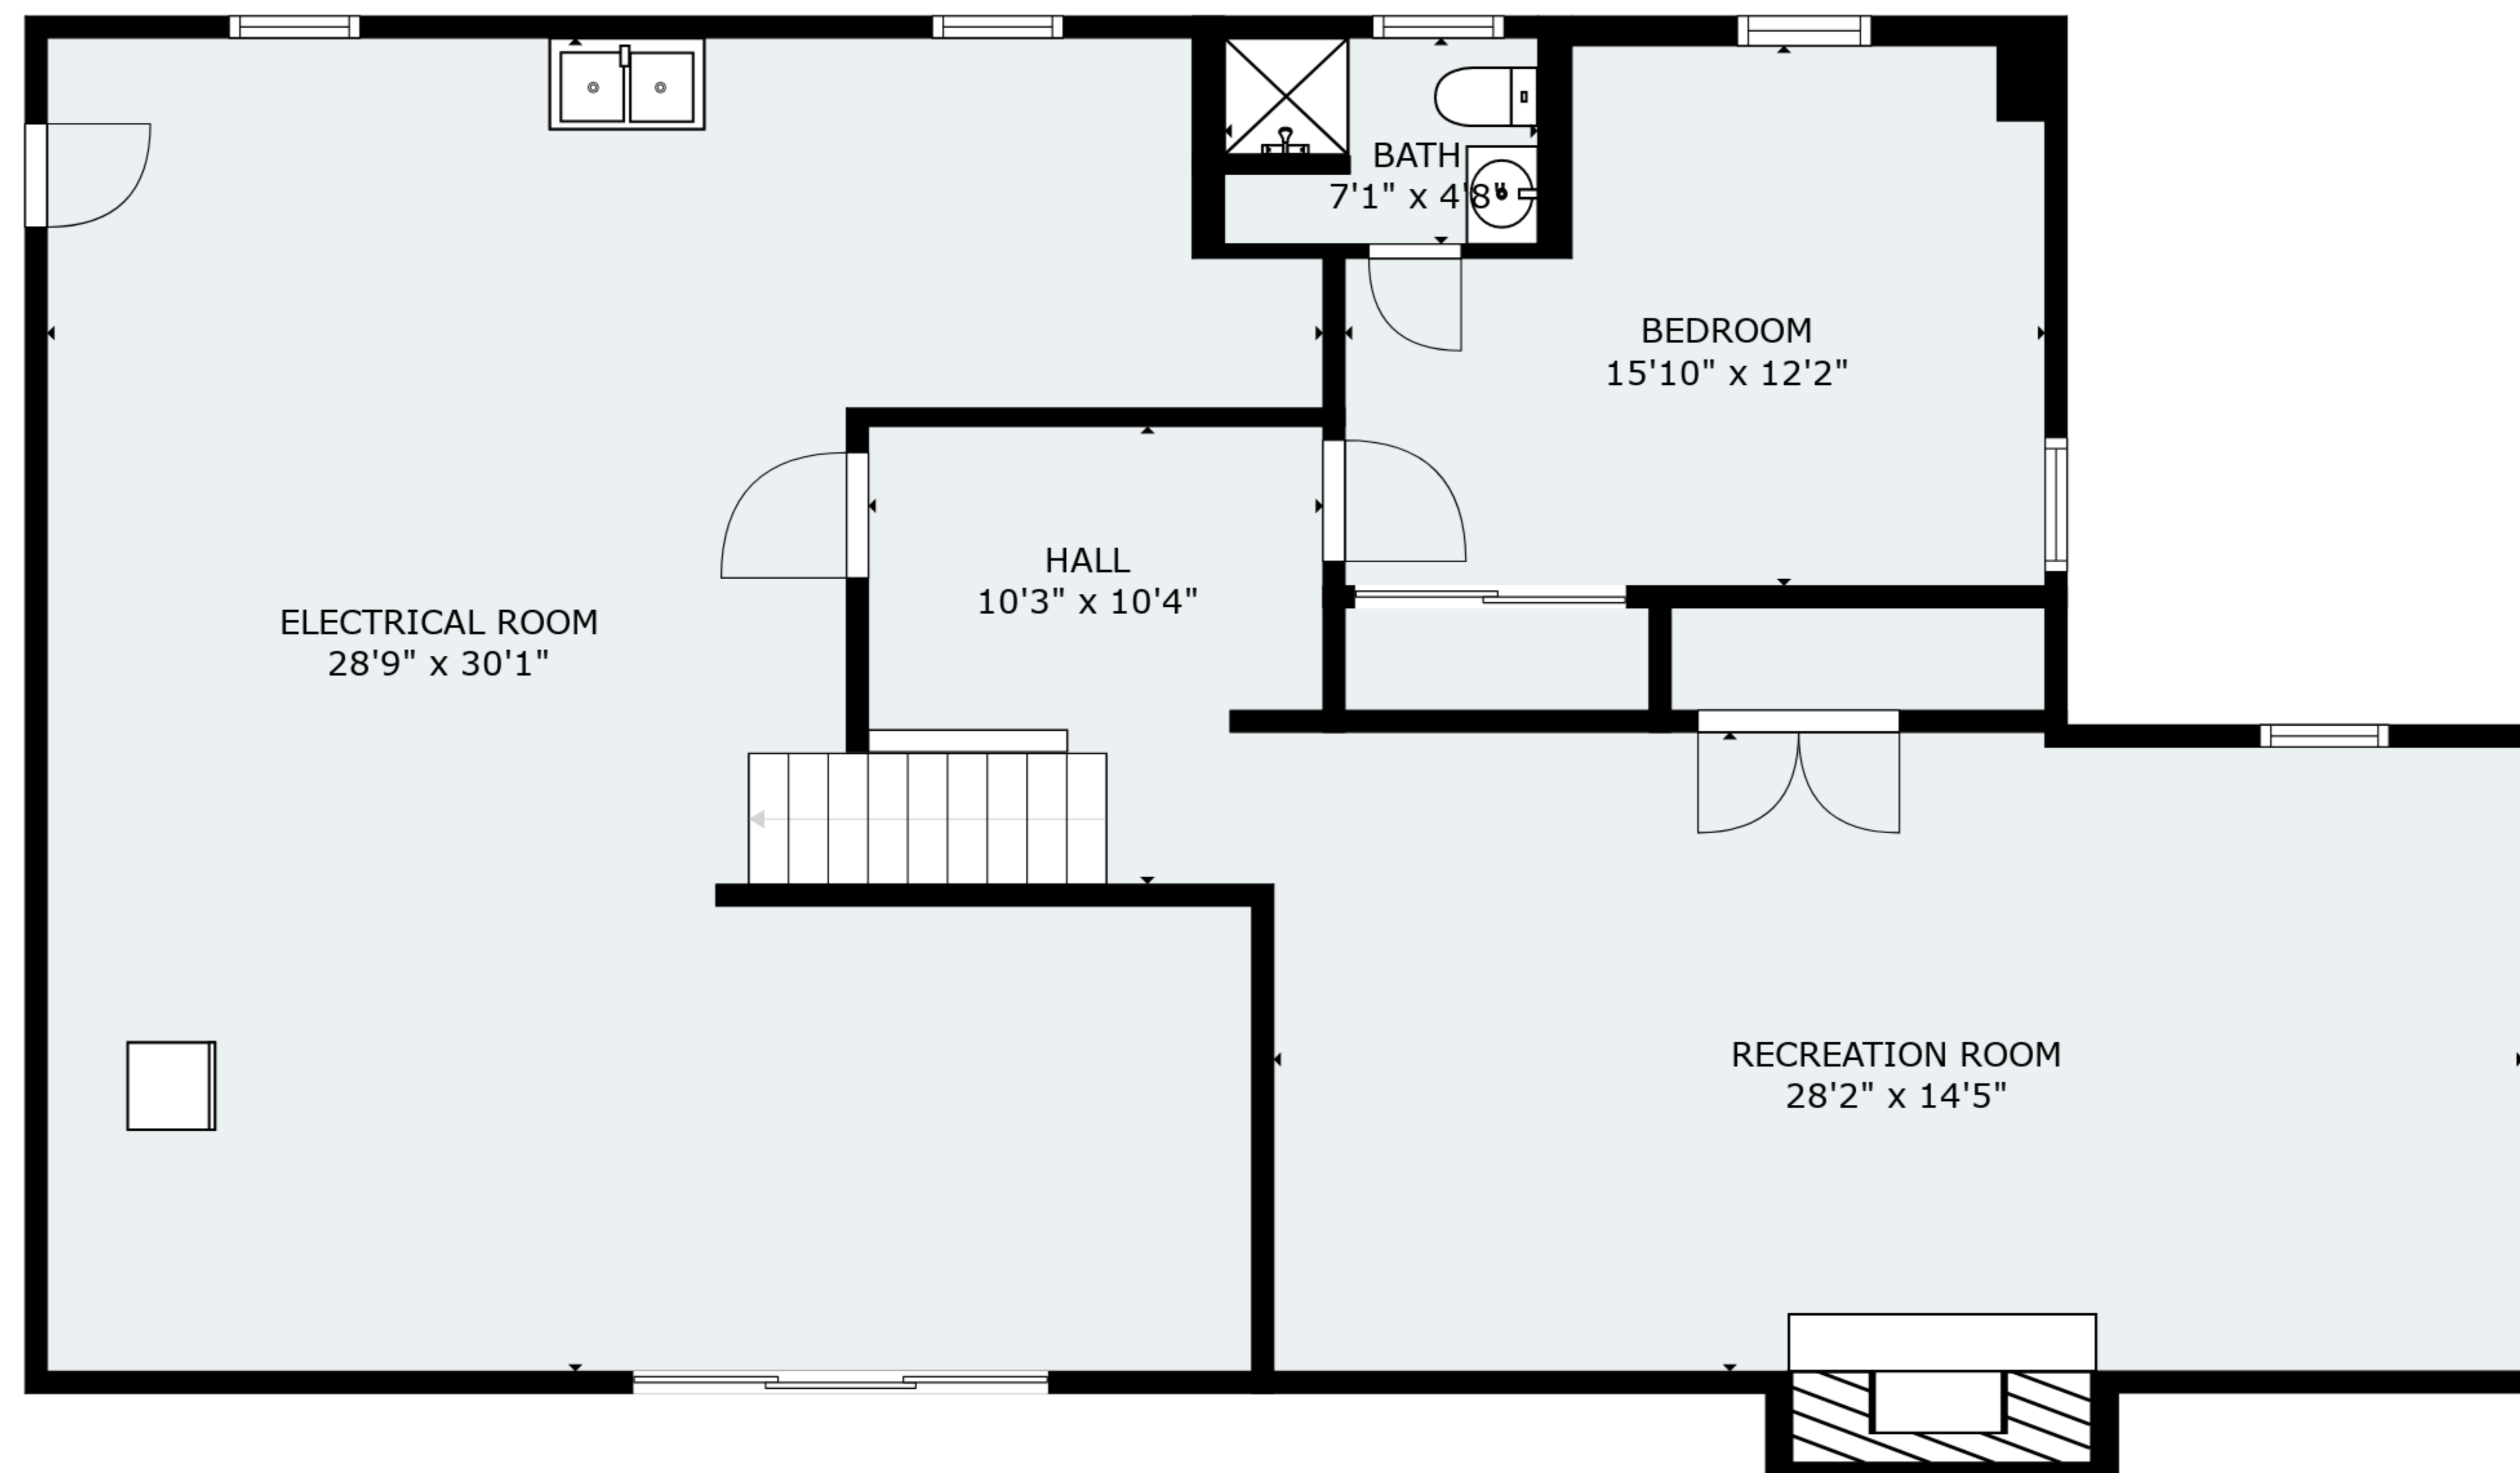 BATH
7'1" x 4'8"
BEDROOM
15'10" x 12'2"
HALL
10'3" x 10'4"
ELECTRICAL ROOM
28'9" x 30'1"
RECREATION ROOM
28'2" x 14'5"